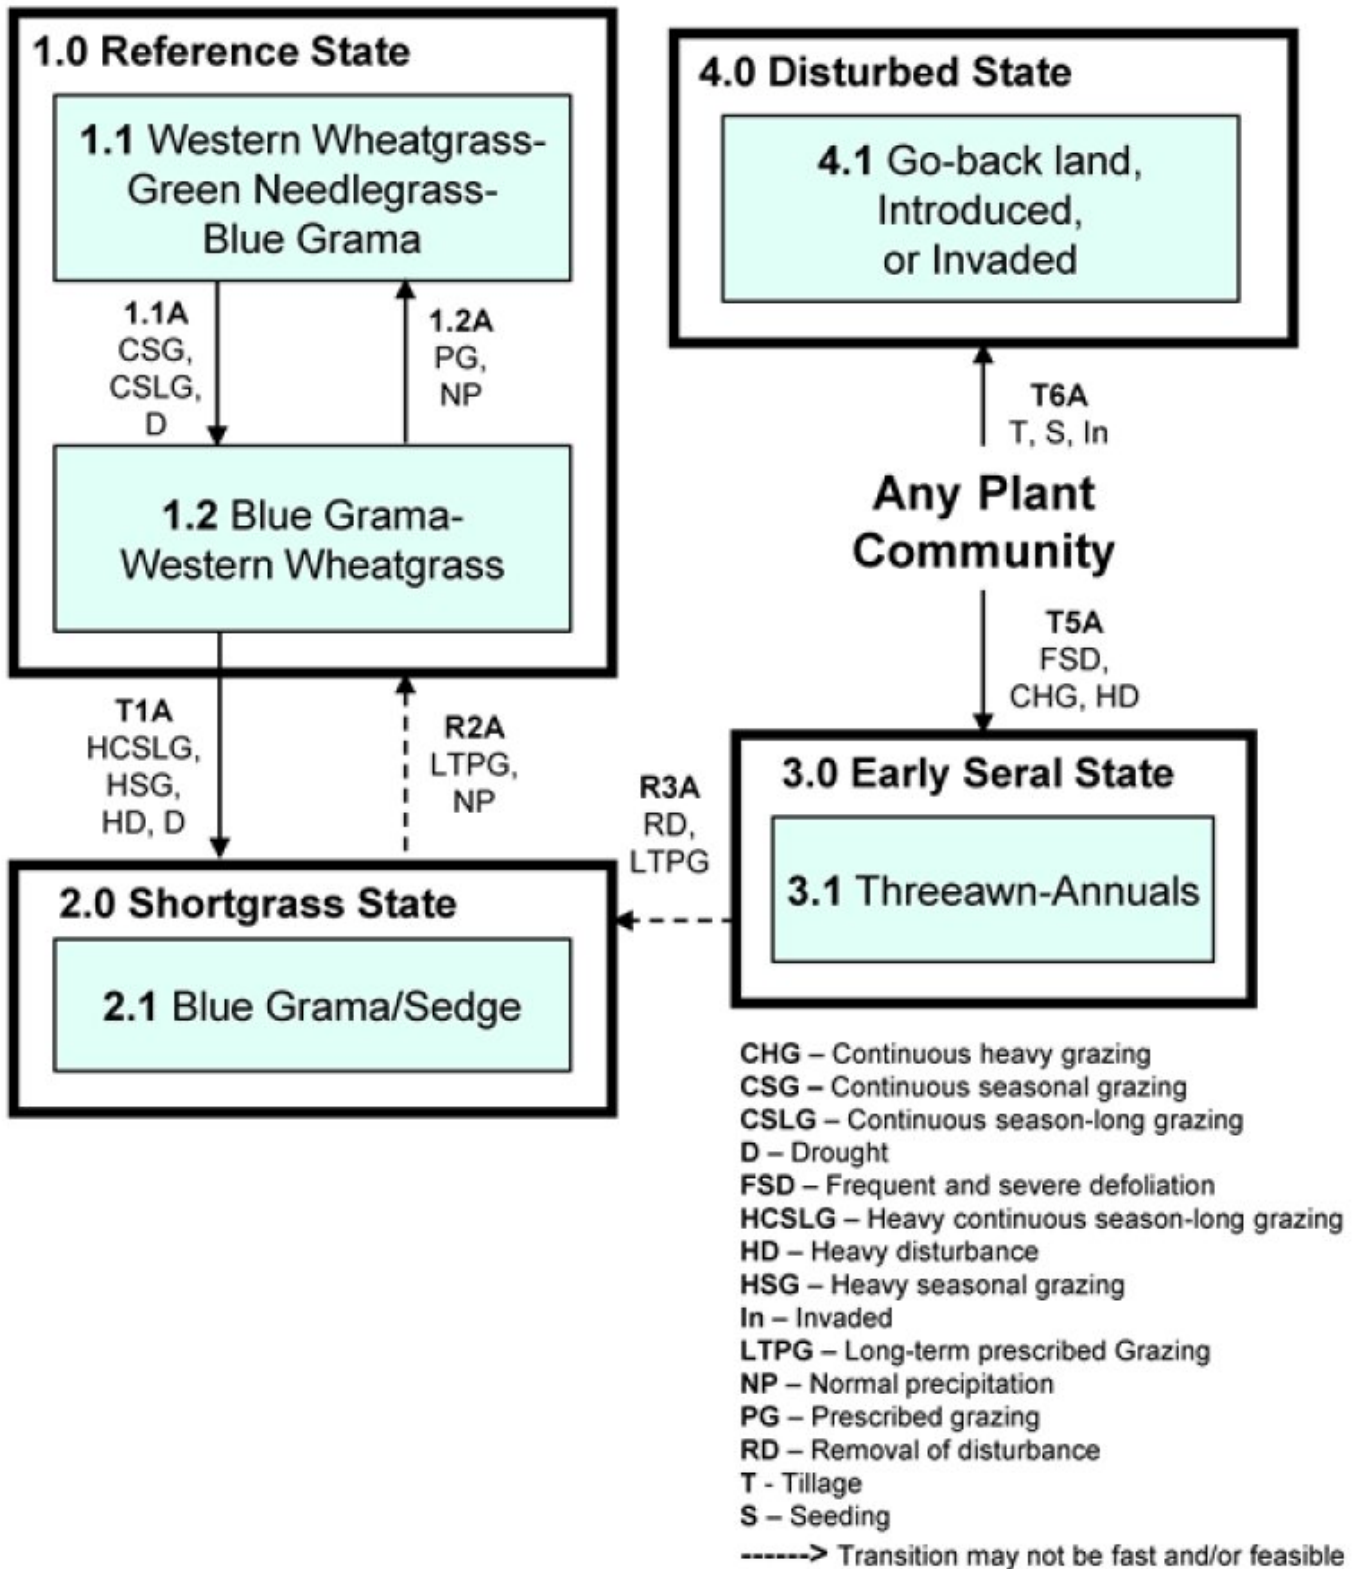 1.0 Reference State
1.1 Western Wheatgrass-
Green Needlegrass-
Blue Grama
1.1A
CSG,
CSLG,
D
1.2A
PG,
NP
1.2 Blue Grama-
Western Wheatgrass
T1A
HCSLG,
HSG,
HD, D
R2A
LTPG,
NP
2.0 Shortgrass State
2.1 Blue Grama/Sedge
4.0 Disturbed State
4.1 Go-back land,
Introduced,
or Invaded
T6A
T, S, In
Any Plant
Community
T5A
FSD,
CHG, HD
R3A
RD,
LTPG
3.0 Early Seral State
3.1 Threeawn-Annuals
CHG – Continuous heavy grazing
CSG – Continuous seasonal grazing
CSLG – Continuous season-long grazing
D – Drought
FSD – Frequent and severe defoliation
HCSLG – Heavy continuous season-long grazing
HD – Heavy disturbance
HSG – Heavy seasonal grazing
In – Invaded
LTPG – Long-term prescribed Grazing
NP – Normal precipitation
PG – Prescribed grazing
RD – Removal of disturbance
T - Tillage
S – Seeding
------> Transition may not be fast and/or feasible